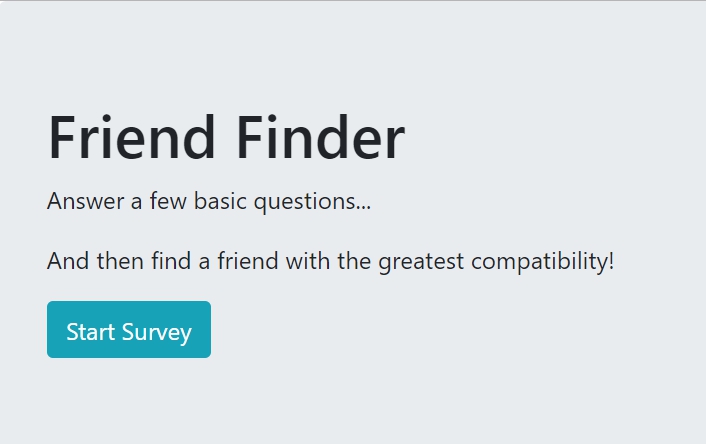 Friend Finder
Answer a few basic questions...
And then find a friend with the greatest compatibility!
Start Survey